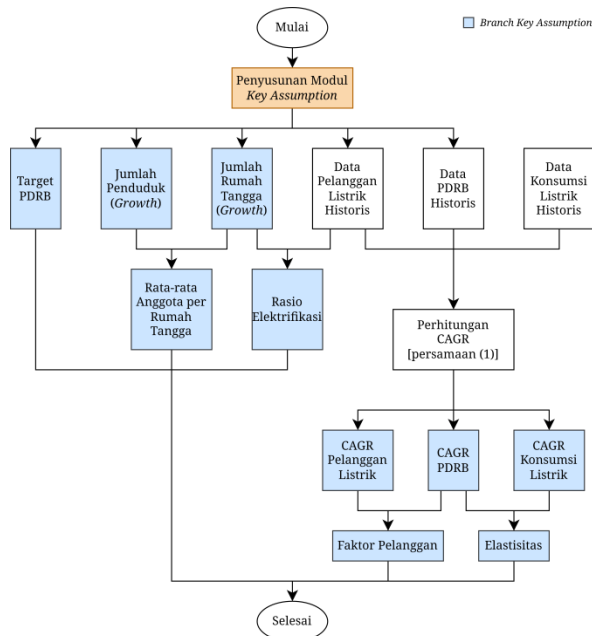 Mulai
Branch Key Assumption
Penyusunan Modul
Key Assumption
Target
PDRB
Jumlah
Penduduk
(Growth)
Jumlah
Rumah
Tangga
(Growth)
Data
Pelanggan
Listrik
Historis
Data
PDRB
Historis
Data
Konsumsi
Listrik
Historis
Rata-rata
Anggota per
Rumah
Tangga
Rasio
Elektrifikasi
Perhitungan
CAGR
[persamaan (1)]
CAGR
Pelanggan
Listrik
CAGR
PDRB
CAGR
Konsumsi
Listrik
Faktor Pelanggan
Elastisitas
Selesai